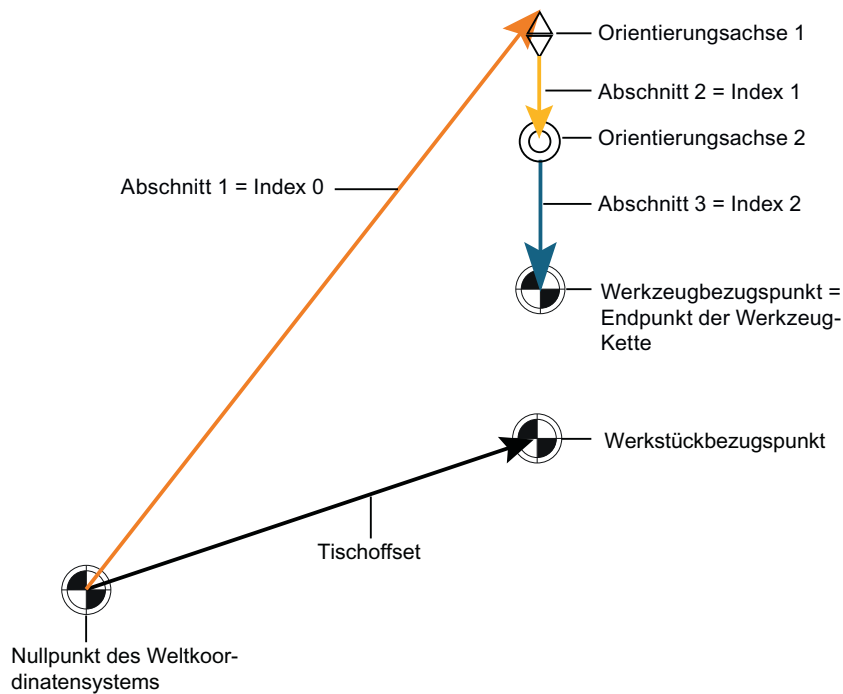 Orientierungsachse 1
Abschnitt 2 = Index 1
Orientierungsachse 2
Abschnitt 1 = Index 0
Abschnitt 3 = Index 2
Werkzeugbezugspunkt =
Endpunkt der Werkzeug-
Kette
Werkstückbezugspunkt
Tischoffset
Nullpunkt des Weltkoor-
dinatensystems